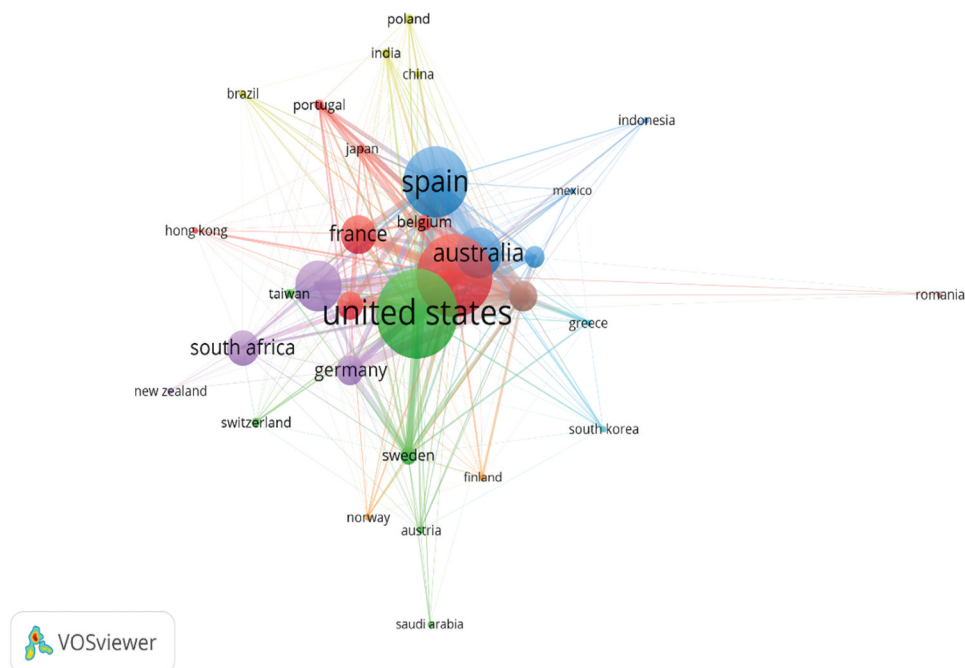 poland
india
china
brazil
portugal
indonesia
japan
spain
mexico
belgium
hong kong
france
australia
taiwan
romania
united states
greece
south africa
germany
new zealand
switzerland
south korea
sweden
finland
norway
austria
saudi arabia
VOSviewer